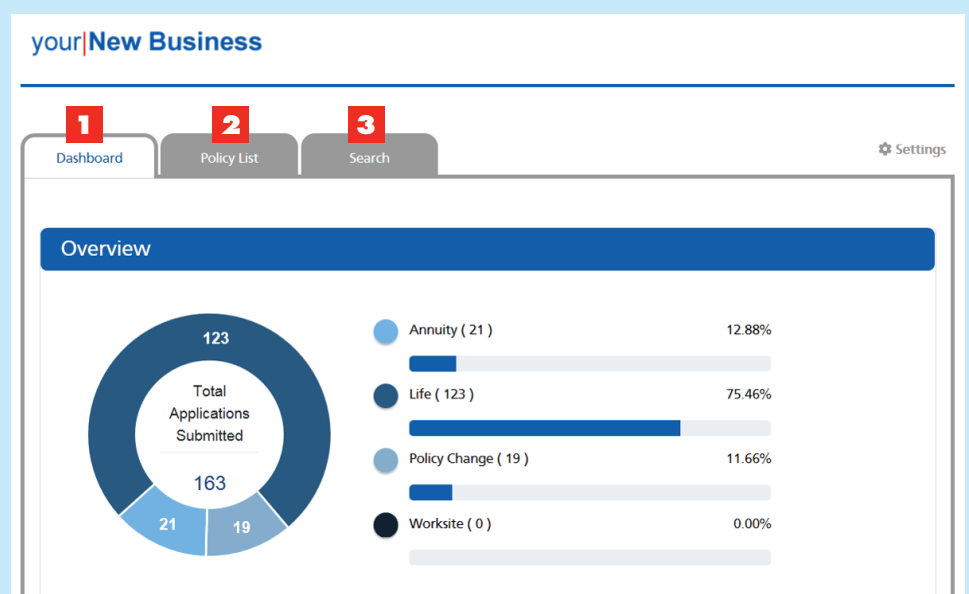 your|New Business
1 2 3
Dashboard Policy List Search Settings
Overview
123
Total
Applications
Submitted
163
21 19
Annuity ( 21 ) 12.88%
Life ( 123 ) 75.46%
Policy Change ( 19 ) 11.66%
Worksite ( 0 ) 0.00%